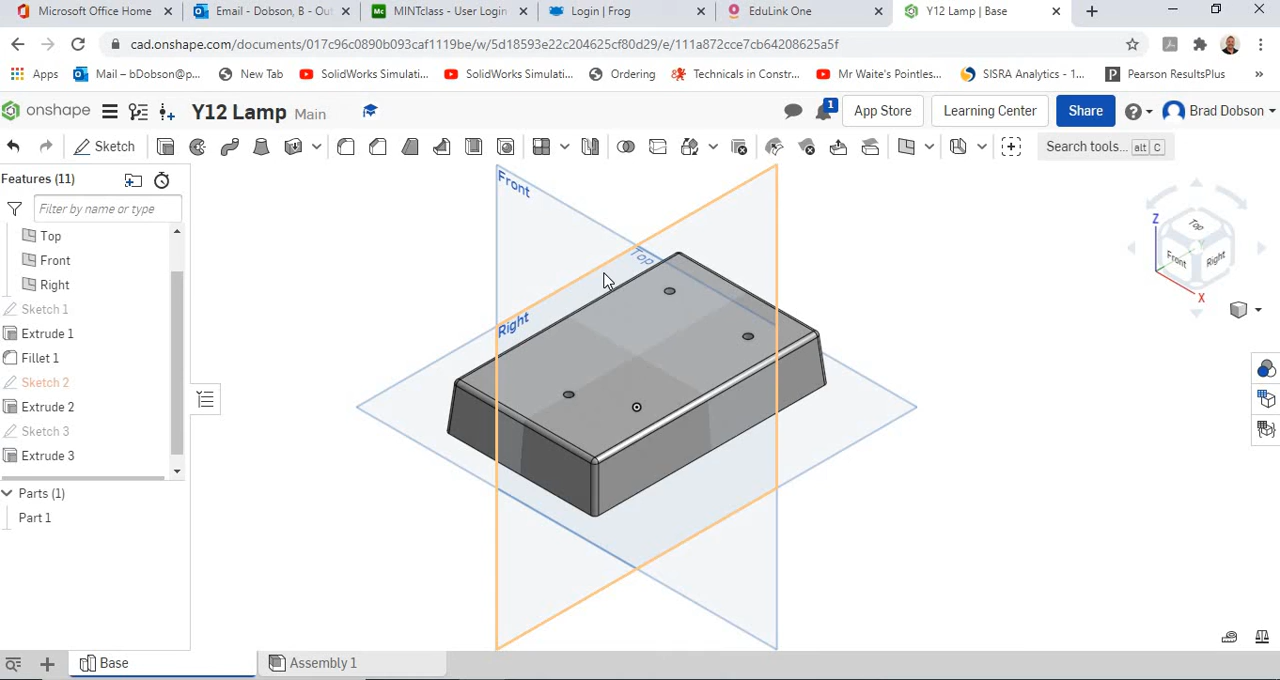 Microsoft Office Home
Email - Dobson, B - Out
MINTclass - User Login
Login | Frog
EduLink One
Y12 Lamp | Base
cad.onshape.com/documents/017c96c0890b093caf1119be/w/5d18593e22c204625cf80d29/e/111a872cce7cb64208625a5f
Apps
Mail – bDobson@p...
New Tab
SolidWorks Simulati...
SolidWorks Simulati...
Ordering
Technicals in Constr...
Mr Waite's Pointles...
SISRA Analytics - 1...
Pearson ResultsPlus
»
onshape
Y12 Lamp Main
1
App Store
Learning Center
Share
Brad Dobson
Sketch
Search tools... alt C
Features (11)
Filter by name or type
Top
Front
Right
Sketch 1
Extrude 1
Fillet 1
Sketch 2
Extrude 2
Sketch 3
Extrude 3
Parts (1)
Part 1
Front
Top
Right
Z
Top
Front
Right
X
Base
Assembly 1